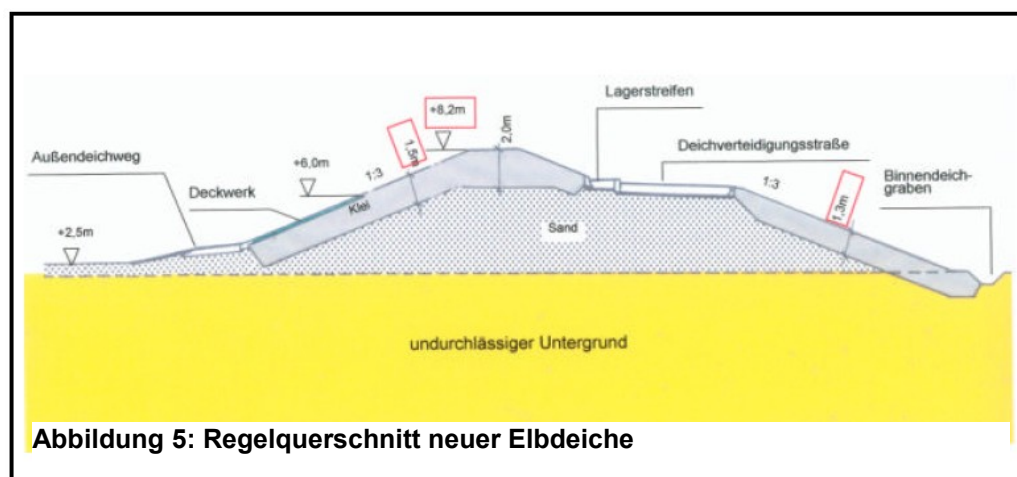 Lagerstreifen
+8,2m
2,0m
Deichverteidigungsstraße
Außendeichweg
1,5m
+6,0m
1:3
1:3
Binnendeich-
graben
Deckwerk
Klei
1,3m
+2,5m
Sand
undurchlässiger Untergrund
Abbildung 5: Regelquerschnitt neuer Elbdeiche